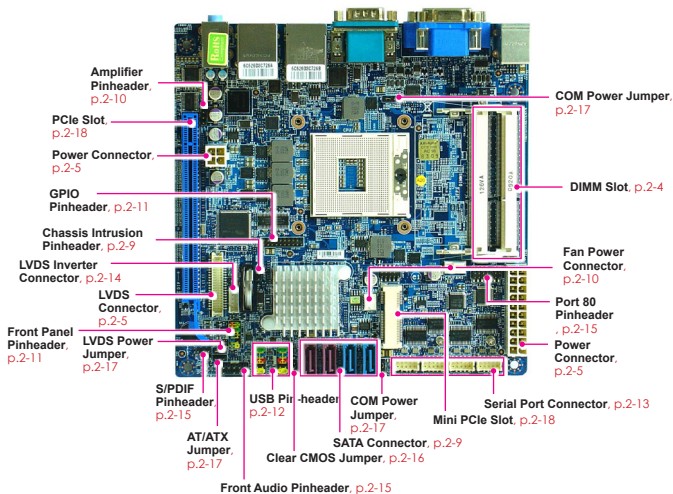 Amplifier
Pinheader,
p.2-10
PCIe Slot,
p.2-18
Power Connector,
p.2-5
GPIO
Pinheader, p.2-11
Chassis Intrusion
Pinheader, p.2-9
LVDS Inverter
Connector, p.2-14
LVDS
Connector,
p.2-5
Front Panel
Pinheader,
p.2-11
LVDS Power
Jumper,
p.2-17
S/PDIF
Pinheader,
p.2-15
AT/ATX
Jumper,
p.2-17
USB Pin-header
p.2-12
Front Audio Pinheader, p.2-15
Clear CMOS Jumper, p.2-16
SATA Connector, p.2-9
COM Power
Jumper,
p.2-17
Mini PCIe Slot, p.2-18
Serial Port Connector, p.2-13
Power
Connector,
p.2-5
Port 80
Pinheader
, p.2-15
Fan Power
Connector,
p.2-10
DIMM Slot, p.2-4
COM Power Jumper,
p.2-17
RoHS